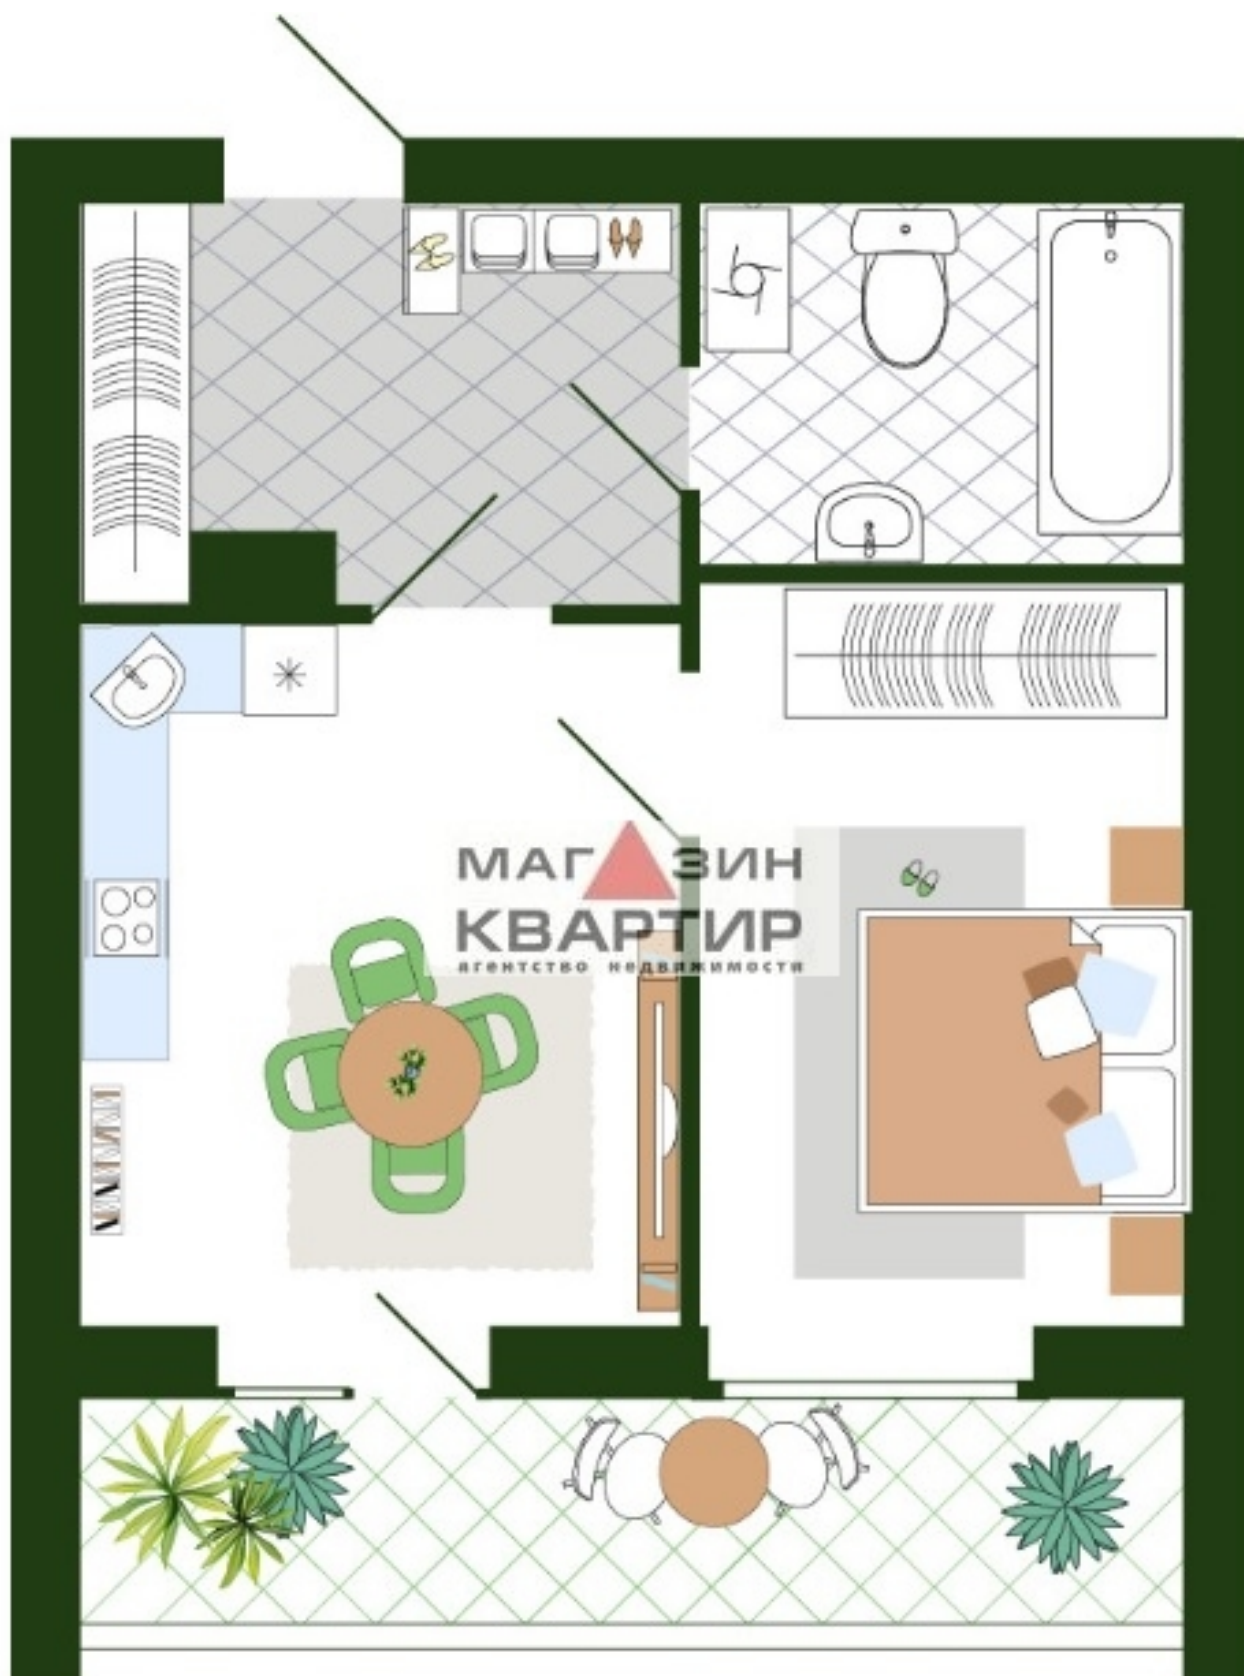 МАГАЗИН
КВАРТИР
агентство недвижимости